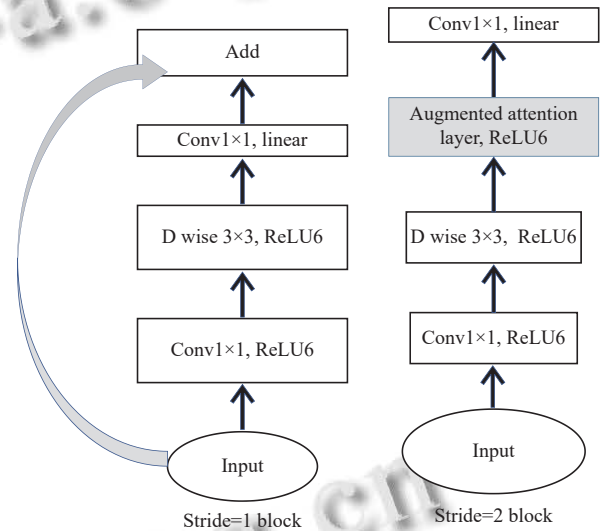 Add
Conv1×1, linear
D wise 3×3, ReLU6
Conv1×1, ReLU6
Input
Stride=1 block
Conv1×1, linear
Augmented attention
layer, ReLU6
D wise 3×3, ReLU6
Conv1×1, ReLU6
Input
Stride=2 block